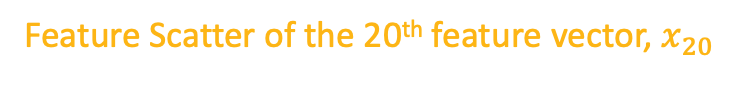 Feature Scatter of the 20th feature vector, x20